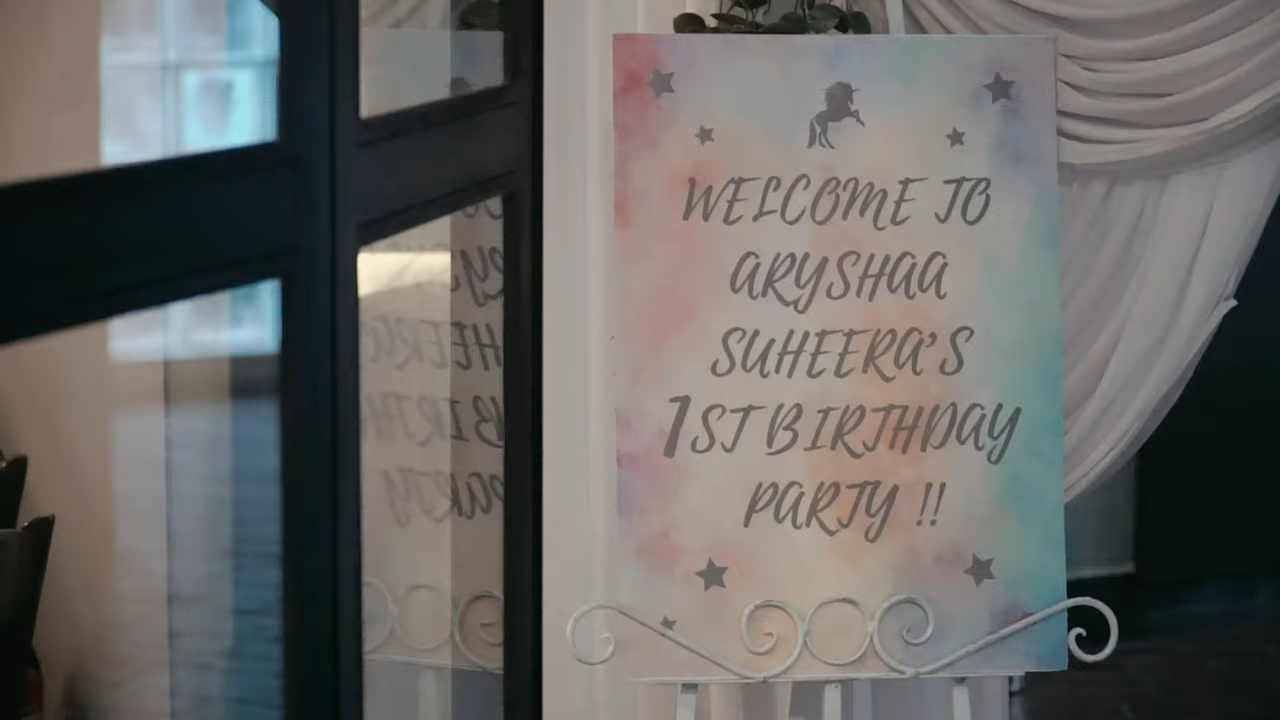 WELCOME TO
ARYSHAA
SUHEERA'S
1ST BIRTHDAY
PARTY !!